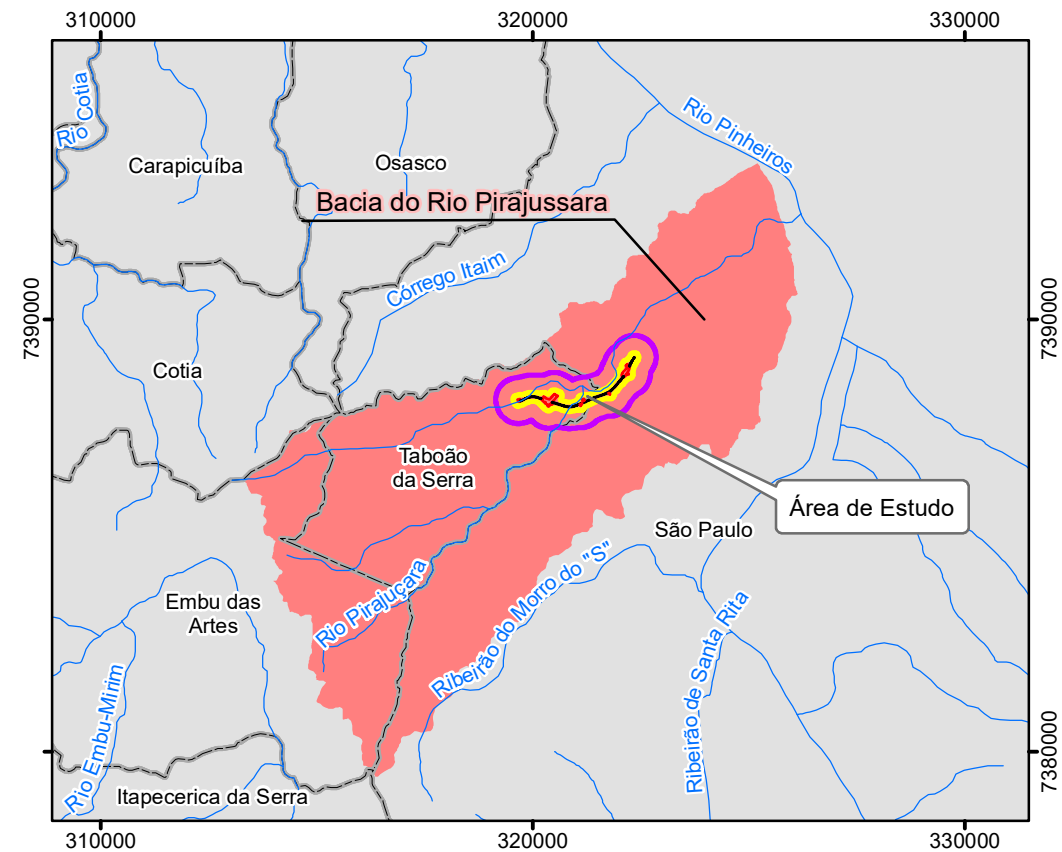 310000
320000
330000
Rio Cotia
Rio Pinheiros
Carapicuíba
Osasco
Bacia do Rio Pirajussara
Córrego Itaim
7390000
7390000
Cotia
Taboão
da Serra
Área de Estudo
São Paulo
Rio Pirajuçara
Ribeirão do Morro do "S"
Embu das
Artes
Ribeirão de Santa Rita
Rio Embu-Mirim
7380000
Itapecerica da Serra
310000
320000
330000